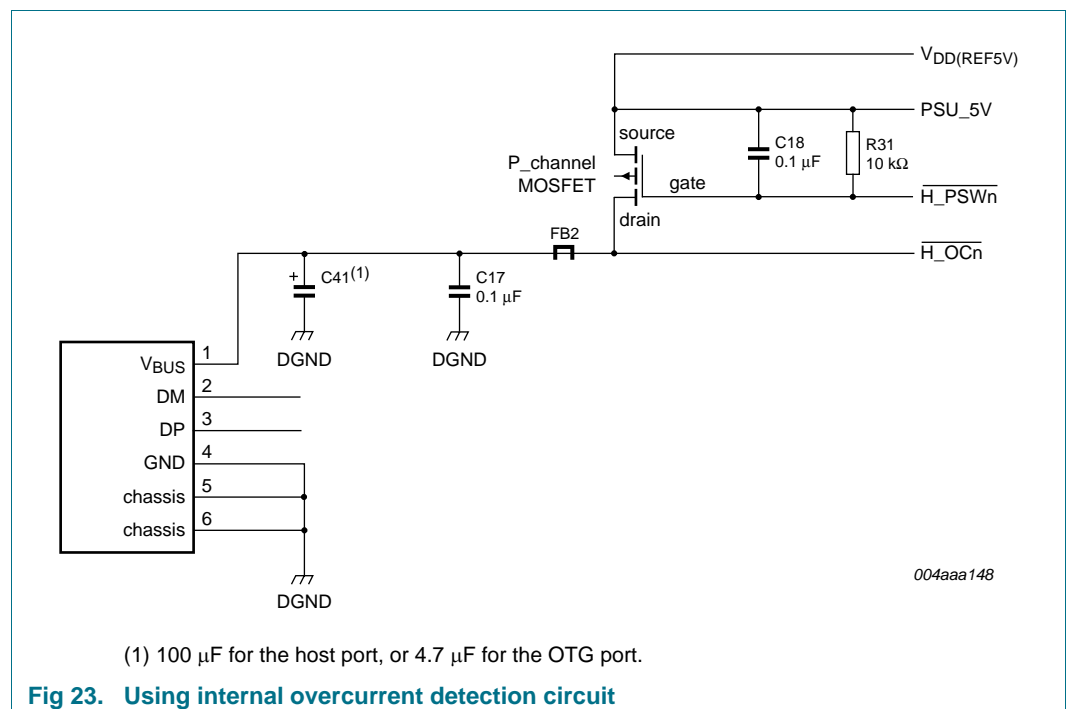 VDD(REF5V)
PSU_5V
source
C18
0.1 μF
R31
10 kΩ
P_channel
MOSFET
gate
H_PSWn
drain
FB2
H_OCn
+
C41(1)
C17
0.1 μF
DGND
DGND
VBUS 1
DM 2
DP 3
GND 4
chassis 5
chassis 6
DGND
004aaa148
(1) 100 μF for the host port, or 4.7 μF for the OTG port.
Fig 23. Using internal overcurrent detection circuit